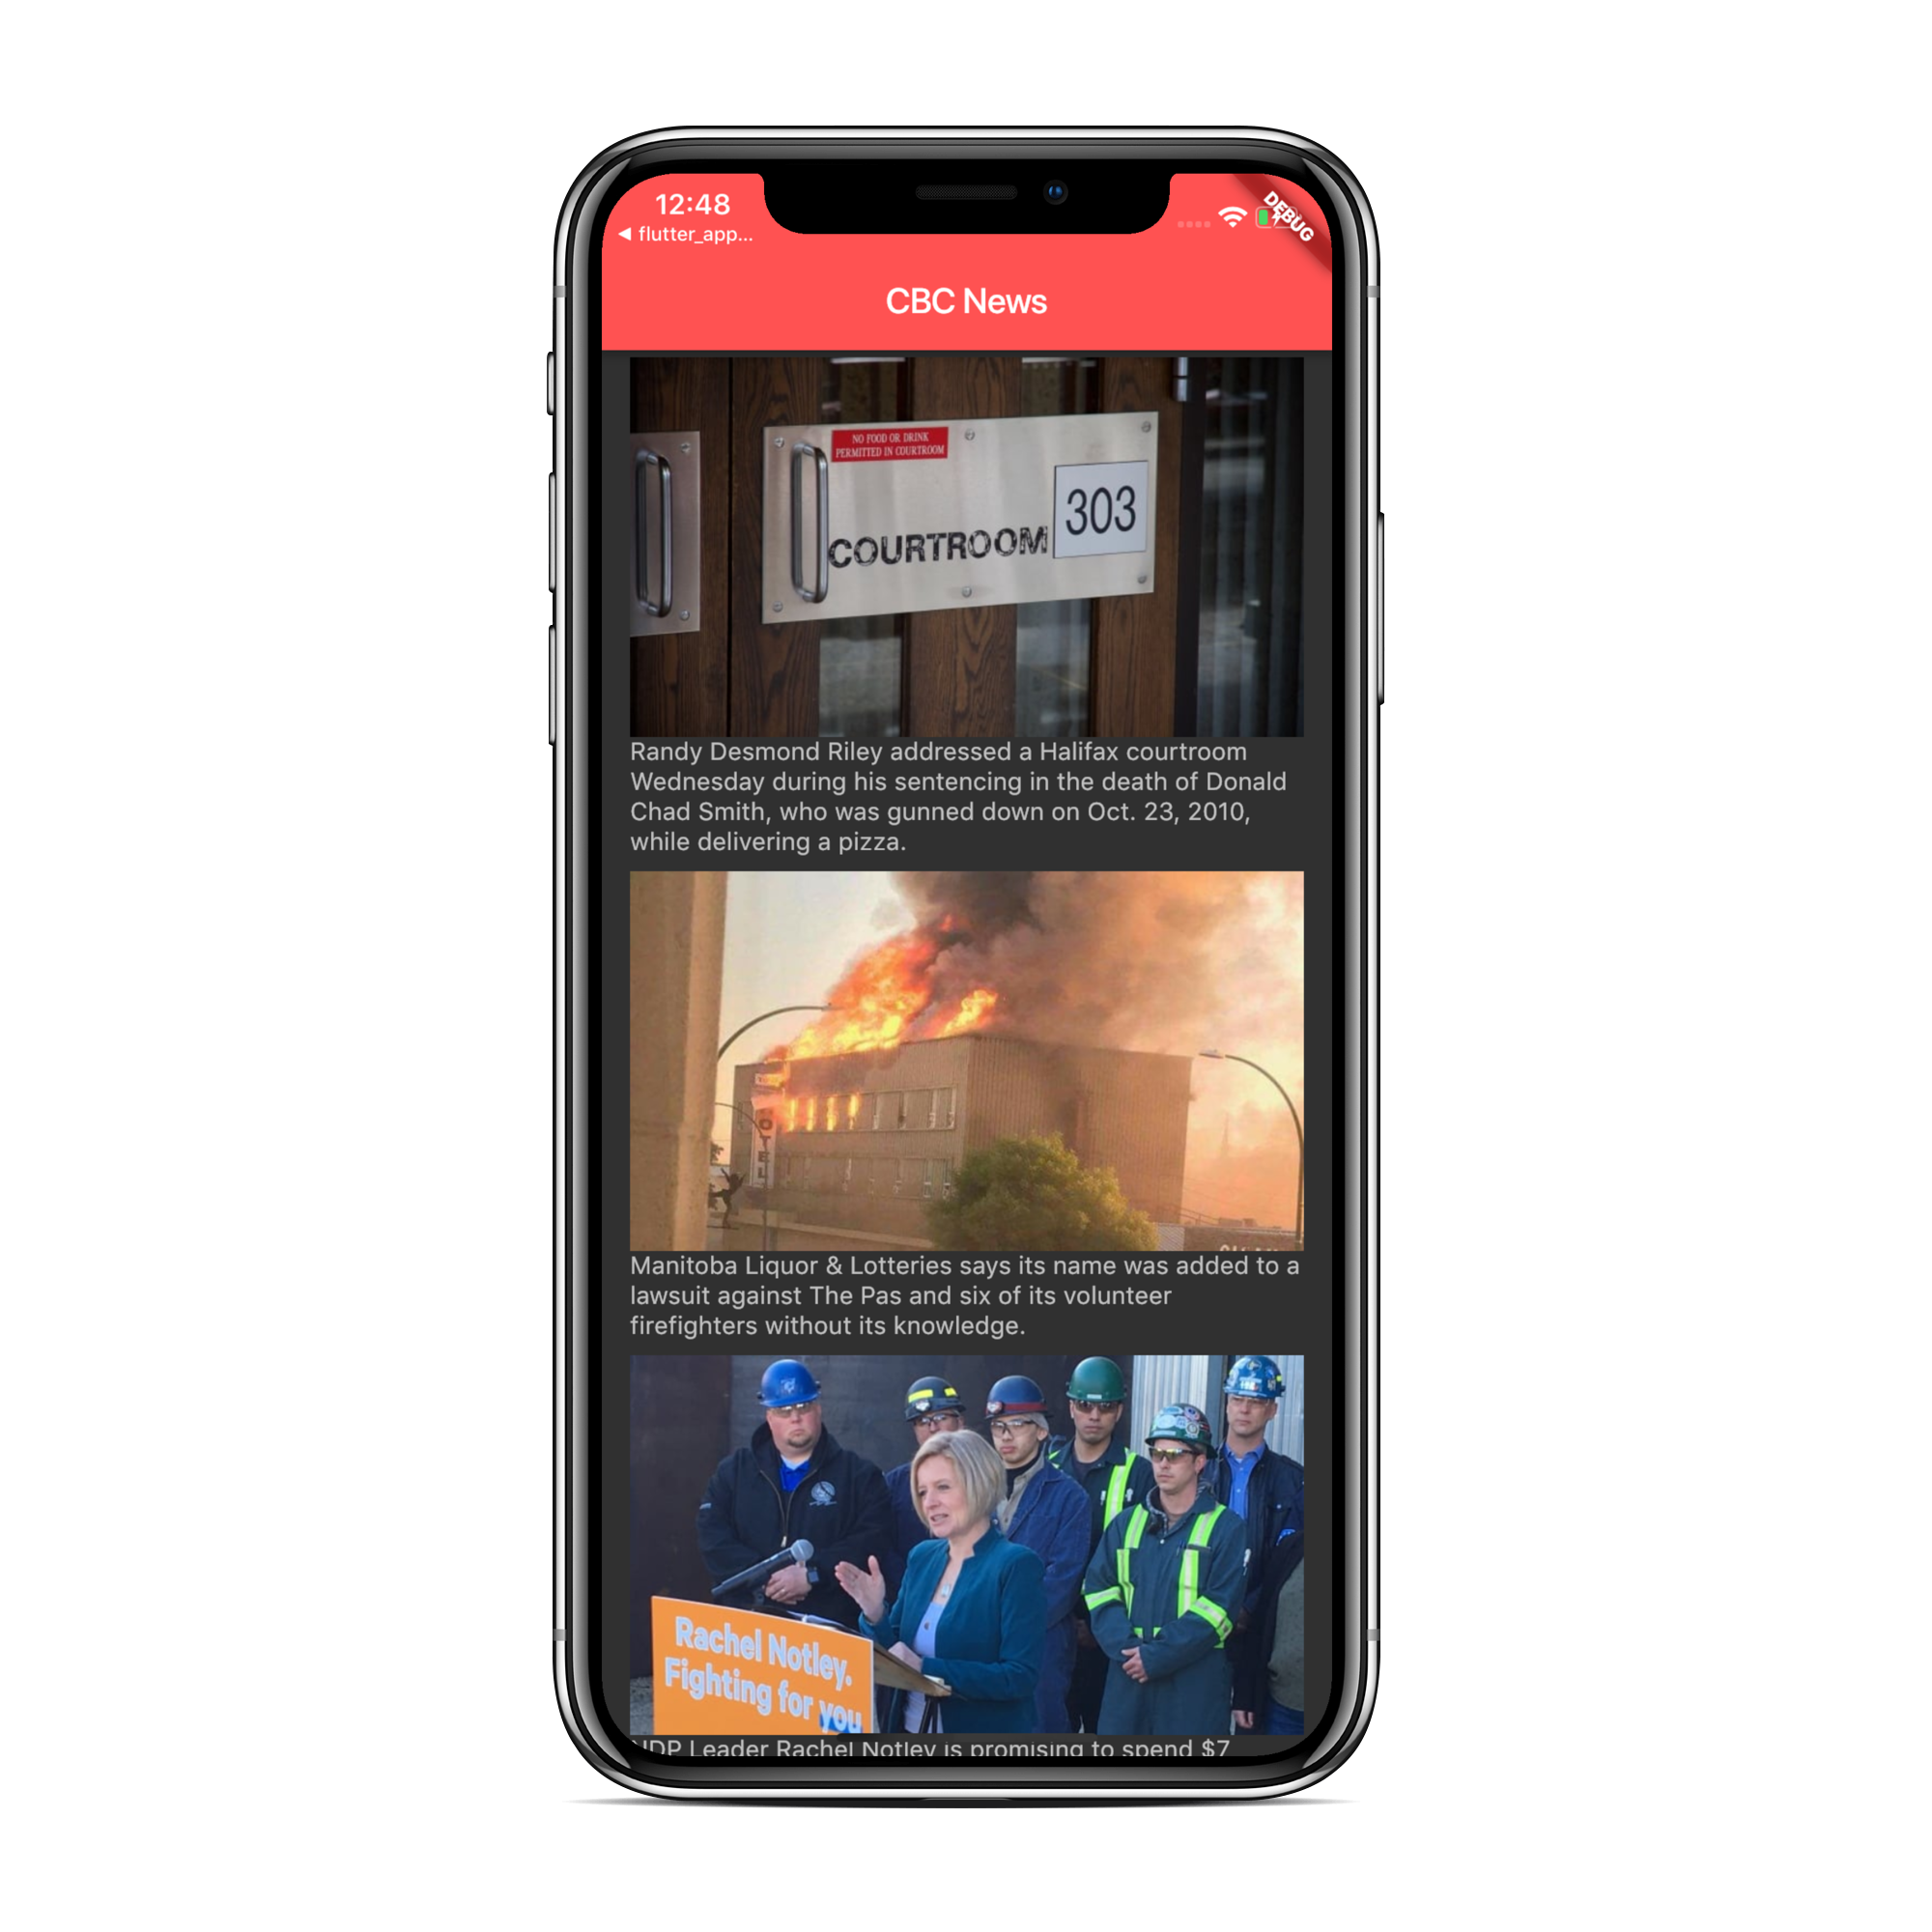 12:48
◀ flutter_app...
DEBUG
CBC News
NO FOOD OR DRINK
PERMITTED IN COURTROOM
303
COURTROOM
Randy Desmond Riley addressed a Halifax courtroom
Wednesday during his sentencing in the death of Donald
Chad Smith, who was gunned down on Oct. 23, 2010,
while delivering a pizza.
OTEL
Manitoba Liquor & Lotteries says its name was added to a
lawsuit against The Pas and six of its volunteer
firefighters without its knowledge.
Rachel Notley.
Fighting for you
NDP Leader Rachel Notley is promising to spend $7